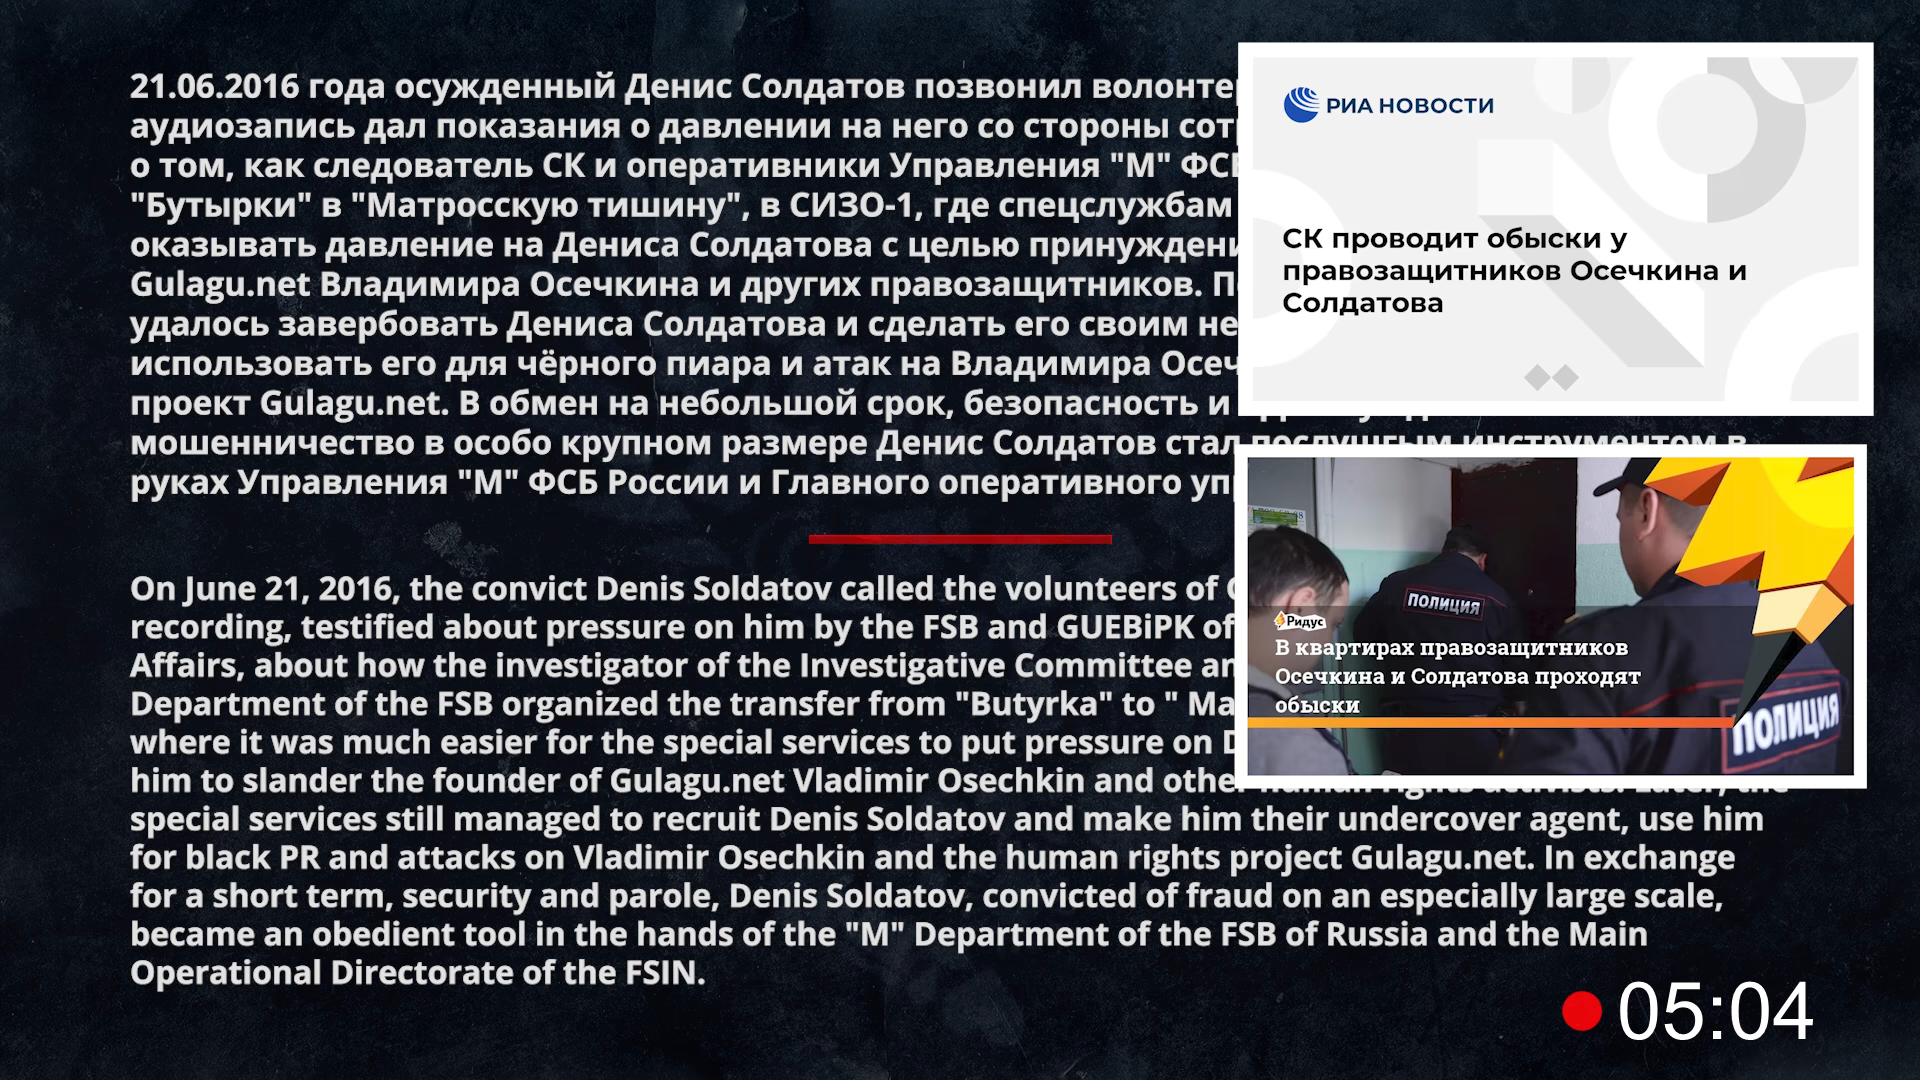 21.06.2016 года осужденный Денис Солдатов позвонил
аудиозапись дал показания о давлении на него со стороны
о том, как следователь СК и оперативники Управления "М" ФСБ
"Бутырки" в "Матросскую тишину", в СИЗО-1, где спецслужбам
оказывать давление на Дениса Солдатова с целью
Gulagu.net Владимира Осечкина и других правозащитников.
удалось завербовать Дениса Солдатова и сделать его своим
использовать его для чёрного пиара и атак на Владимира
проект Gulagu.net. В обмен на небольшой срок, безопасность и
мошенничество в особо крупном размере Денис Солдатов стал послушным инструментом в
руках Управления "М" ФСБ России и Главного оперативного
РИА НОВОСТИ
СК проводит обыски у
правозащитников Осечкина и
Солдатова
ПОЛИЦИЯ
Ридус
В квартирах правозащитников
Осечкина и Солдатова проходят
обыски
ПОЛИЦИЯ
On June 21, 2016, the convict Denis Soldatov called the volunteers of
recording, testified about pressure on him by the FSB and GUEBiPK of
Affairs, about how the investigator of the Investigative Committee
Department of the FSB organized the transfer from "Butyrka" to "
where it was much easier for the special services to put pressure on
him to slander the founder of Gulagu.net Vladimir Osechkin and other human rights activists. Later, the
special services still managed to recruit Denis Soldatov and make him their undercover agent, use him
for black PR and attacks on Vladimir Osechkin and the human rights project Gulagu.net. In exchange
for a short term, security and parole, Denis Soldatov, convicted of fraud on an especially large scale,
became an obedient tool in the hands of the "M" Department of the FSB of Russia and the Main
Operational Directorate of the FSIN.
05:04